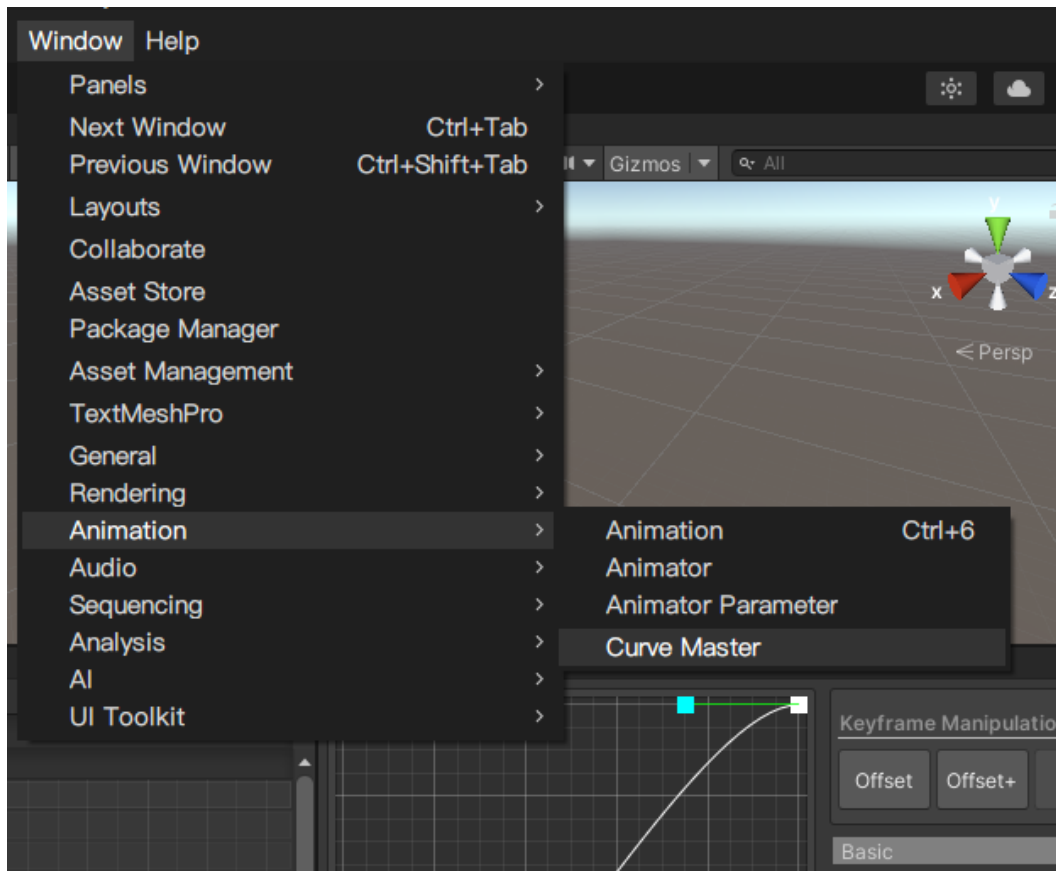 Window Help
Panels
Next Window Ctrl+Tab
Previous Window Ctrl+Shift+Tab
Layouts
Collaborate
Asset Store
Package Manager
Asset Management
TextMeshPro
General
Rendering
Animation
Audio
Sequencing
Analysis
AI
UI Toolkit
Gizmos All
y
x z
Persp
Animation Ctrl+6
Animator
Animator Parameter
Curve Master
Keyframe Manipulatio
Offset Offset+
Basic